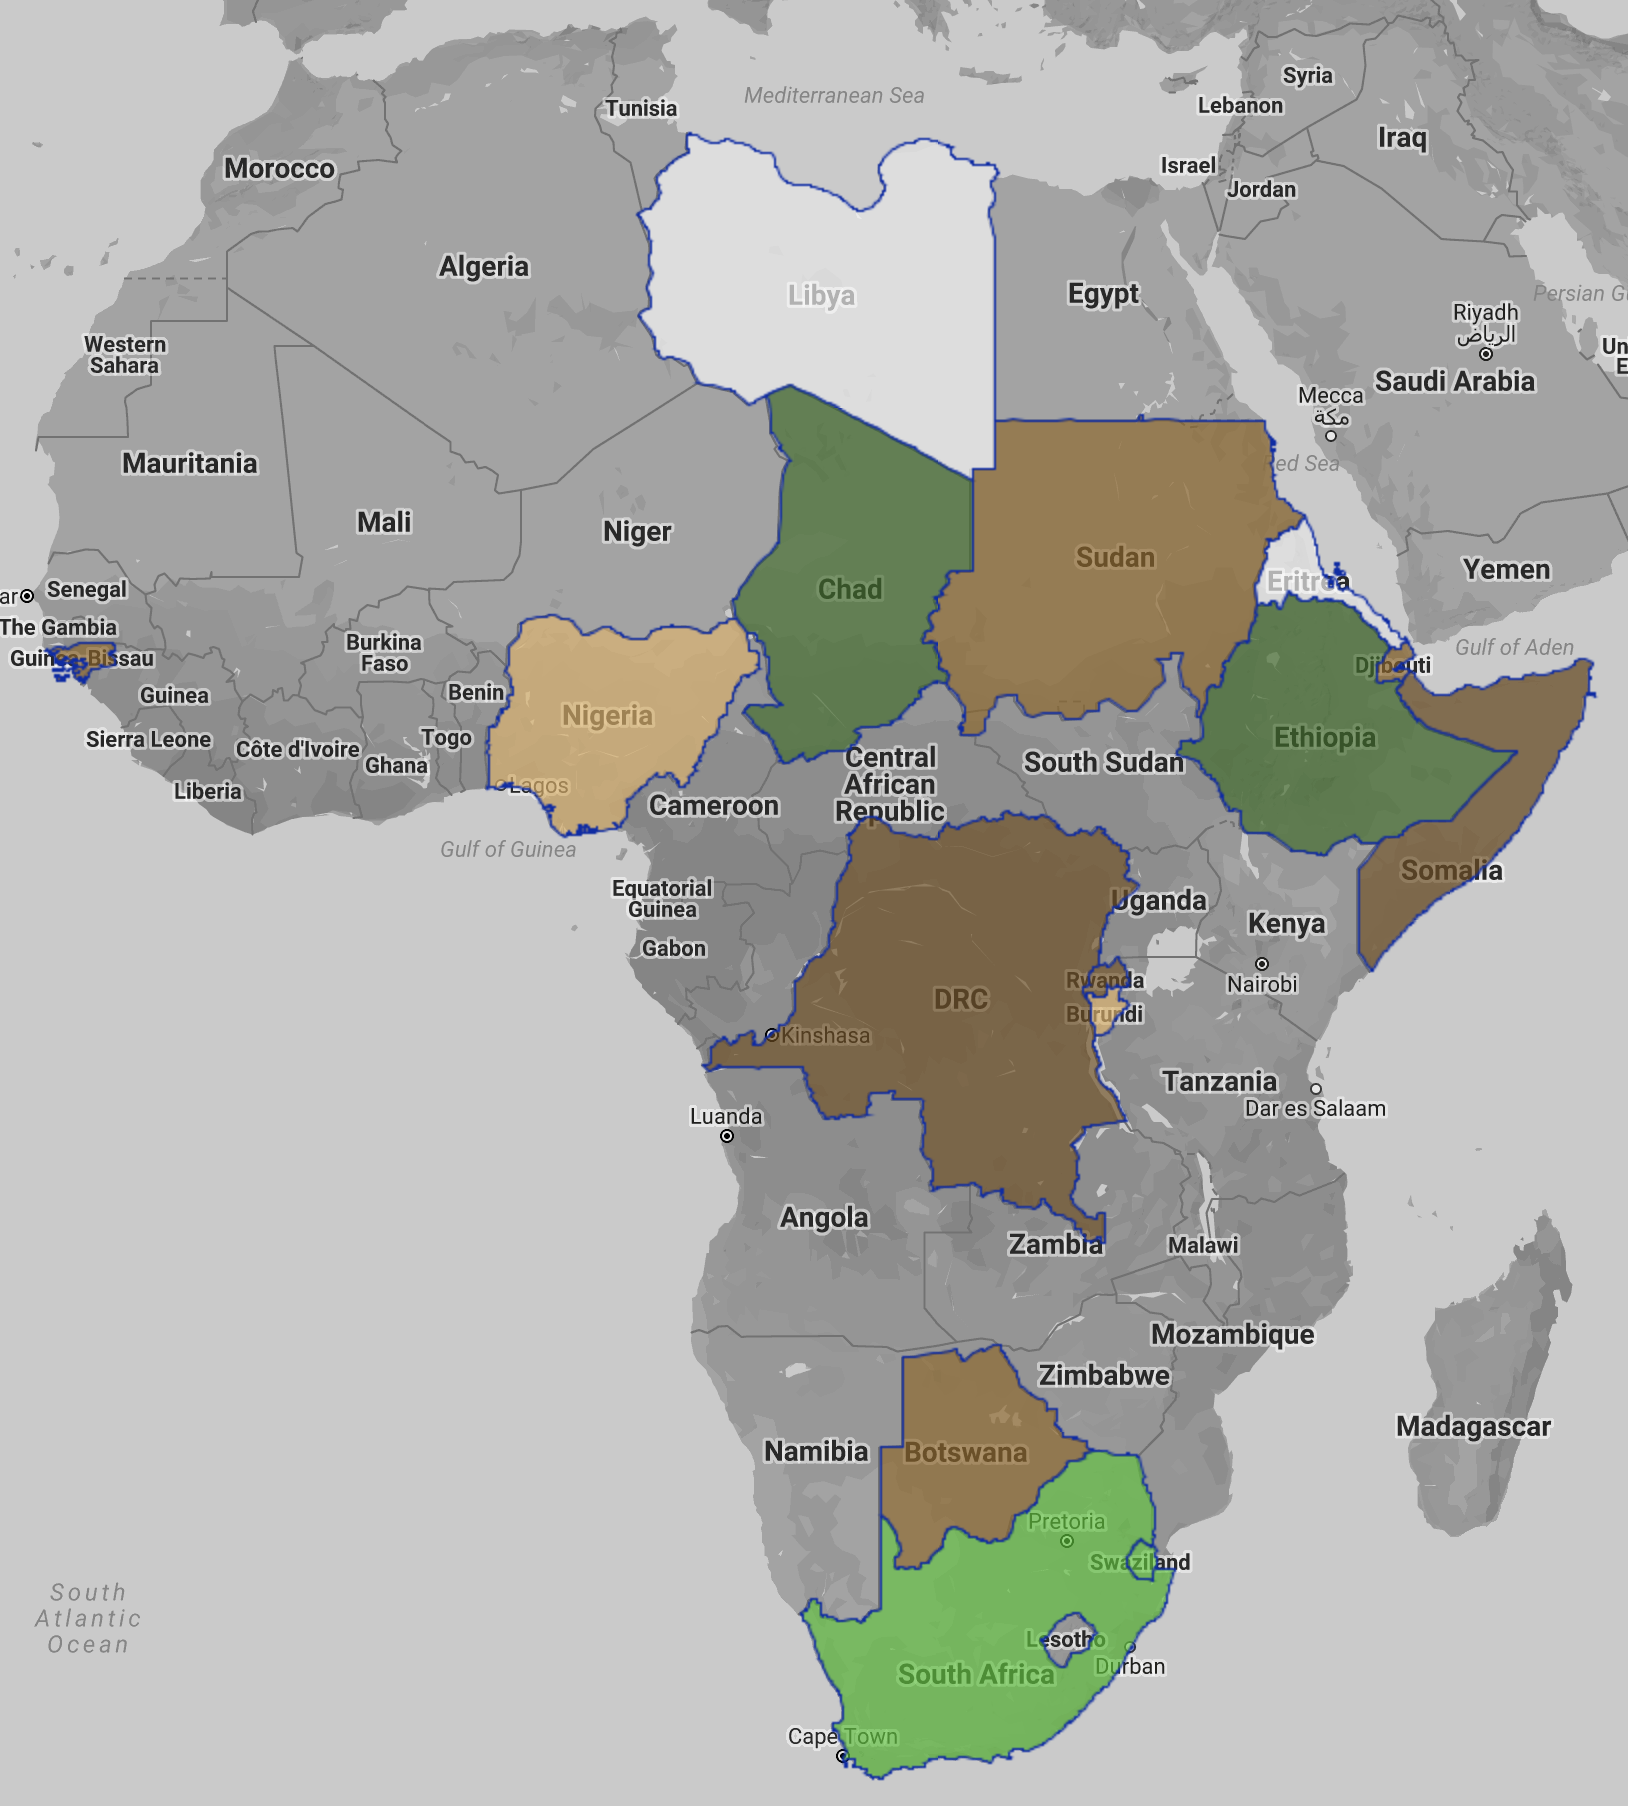 Syria
Mediterranean Sea
Lebanon
Tunisia
Iraq
Morocco
Israel
Jordan
Algeria
Libya
Egypt
Riyadh
الرياض
Western
Sahara
Saudi Arabia
Mecca
مكة
Red Sea
Mauritania
Mali
Niger
Chad
Sudan
Eritrea
Yemen
Senegal
The Gambia
Guinea-Bissau
Burkina
Faso
Gulf of Aden
Djibouti
Guinea
Benin
Nigeria
Sierra Leone
Côte d'Ivoire
Togo
Ghana
Ethiopia
Liberia
Lagos
Central
African
Republic
South Sudan
Cameroon
Gulf of Guinea
Somalia
Equatorial
Guinea
Uganda
Kenya
Gabon
Nairobi
Rwanda
DRC
Burundi
Kinshasa
Tanzania
Dar es Salaam
Luanda
Angola
Zambia
Malawi
Mozambique
Zimbabwe
Madagascar
Namibia
Botswana
Pretoria
Swaziland
Lesotho
Durban
South Africa
Cape Town
South
Atlantic
Ocean